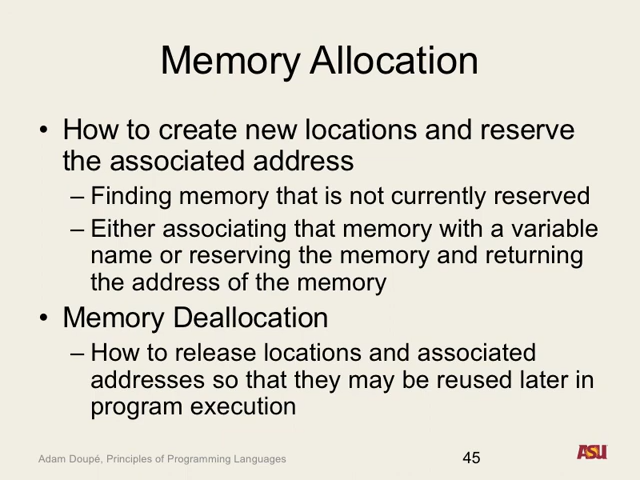 Memory Allocation
• How to create new locations and reserve
the associated address
– Finding memory that is not currently reserved
– Either associating that memory with a variable
name or reserving the memory and returning
the address of the memory
• Memory Deallocation
– How to release locations and associated
addresses so that they may be reused later in
program execution
Adam Doupé, Principles of Programming Languages
45
ASU